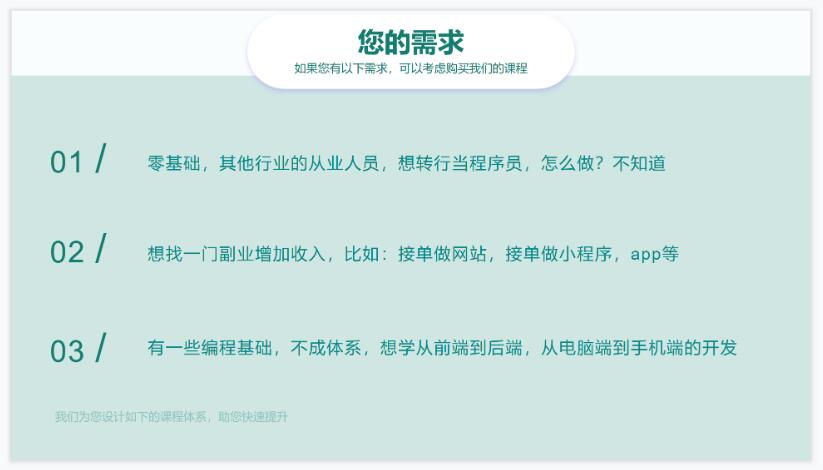 您的需求
如果您有以下需求，可以考虑购买我们的课程
01 / 零基础，其他行业的从业人员，想转行当程序员，怎么做？不知道
02 / 想找一门副业增加收入，比如：接单做网站，接单做小程序，app等
03 / 有一些编程基础，不成体系，想学从前端到后端，从电脑端到手机端的开发
我们为您设计如下的课程体系，助您快速提升